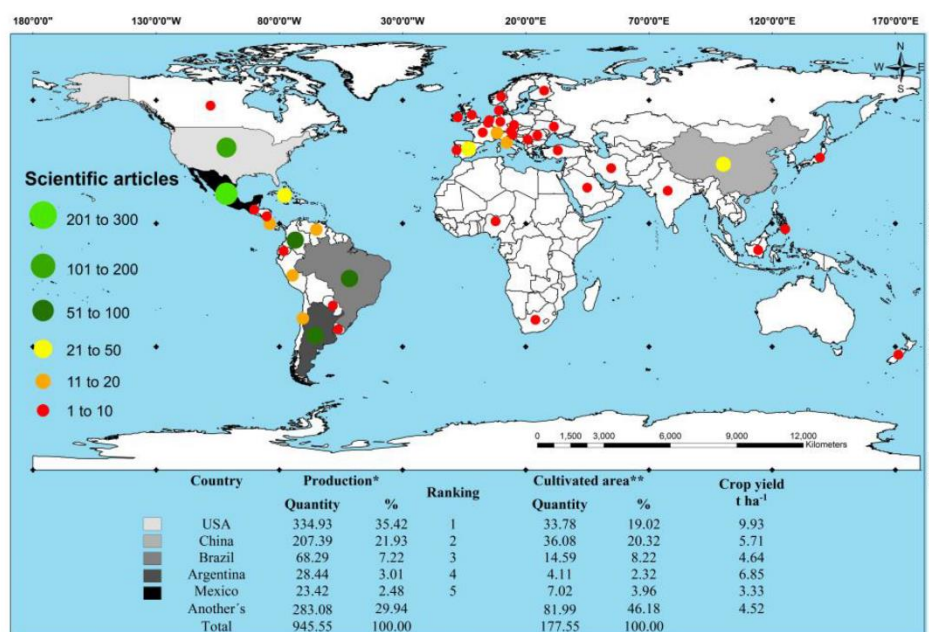 180°0'0" 130°0'0"W 80°0'0"W 30°0'0"W 20°0'0"E 70°0'0"E 120°0'0"E 170°0'0"E
N
W E
S
Scientific articles
201 to 300
101 to 200
51 to 100
21 to 50
11 to 20
1 to 10
0 1,500 3,000 6,000 9,000 12,000
Kilometers
Country Production* Ranking Cultivated area** Crop yield
Quantity % Quantity % t ha-1
USA 334.93 35.42 1 33.78 19.02 9.93
China 207.39 21.93 2 36.08 20.32 5.71
Brazil 68.29 7.22 3 14.59 8.22 4.64
Argentina 28.44 3.01 4 4.11 2.32 6.85
Mexico 23.42 2.48 5 7.02 3.96 3.33
Another´s 283.08 29.94 81.99 46.18 4.52
Total 945.55 100.00 177.55 100.00